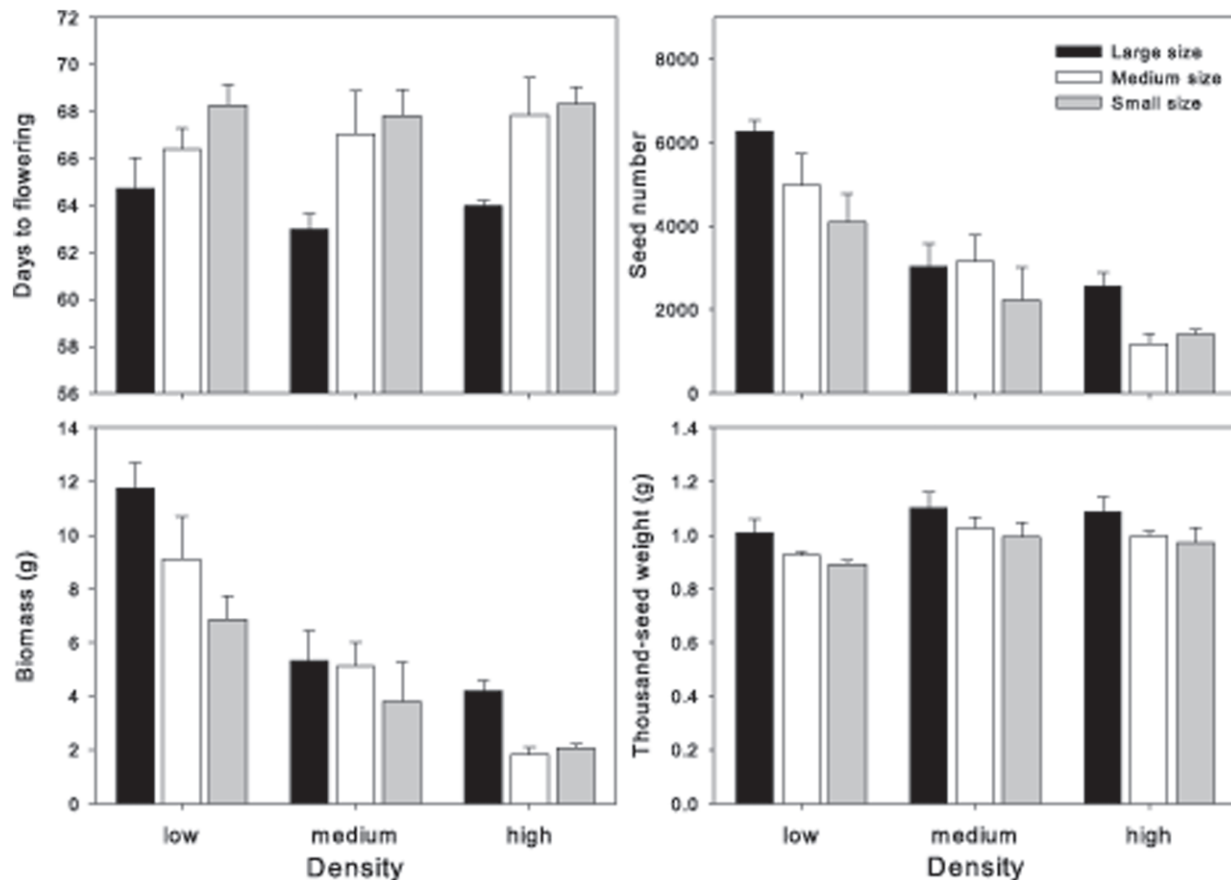 72
70
68
66
64
62
60
58
56
Days to flowering
8000
6000
4000
2000
0
Seed number
Large size
Medium size
Small size
14
12
10
8
6
4
2
0
Biomass (g)
low medium high
Density
1.4
1.2
1.0
0.8
0.6
0.4
0.2
0.0
Thousand-seed weight (g)
low medium high
Density